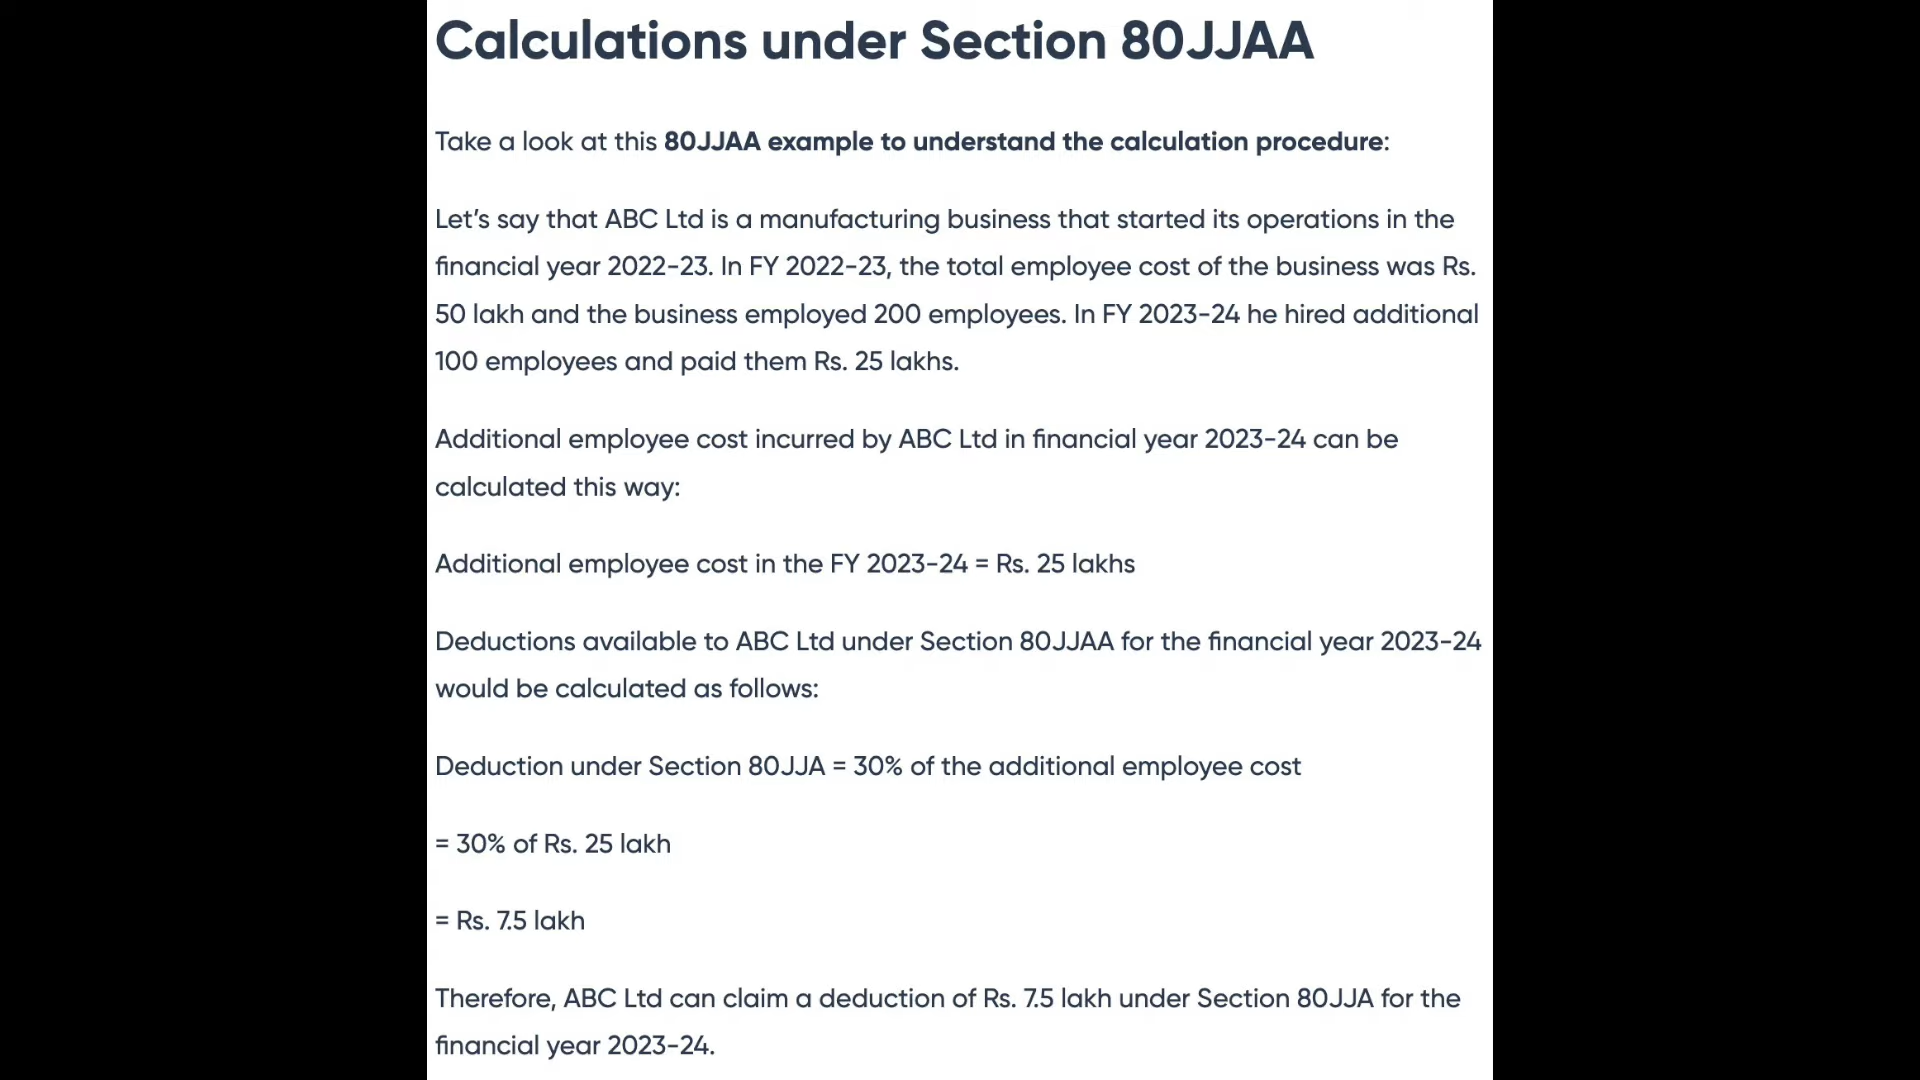 Calculations under Section 80JJAA
Take a look at this 80JJAA example to understand the calculation procedure:
Let’s say that ABC Ltd is a manufacturing business that started its operations in the
financial year 2022-23. In FY 2022-23, the total employee cost of the business was Rs.
50 lakh and the business employed 200 employees. In FY 2023-24 he hired additional
100 employees and paid them Rs. 25 lakhs.
Additional employee cost incurred by ABC Ltd in financial year 2023-24 can be
calculated this way:
Additional employee cost in the FY 2023-24 = Rs. 25 lakhs
Deductions available to ABC Ltd under Section 80JJAA for the financial year 2023-24
would be calculated as follows:
Deduction under Section 80JJA = 30% of the additional employee cost
= 30% of Rs. 25 lakh
= Rs. 7.5 lakh
Therefore, ABC Ltd can claim a deduction of Rs. 7.5 lakh under Section 80JJA for the
financial year 2023-24.